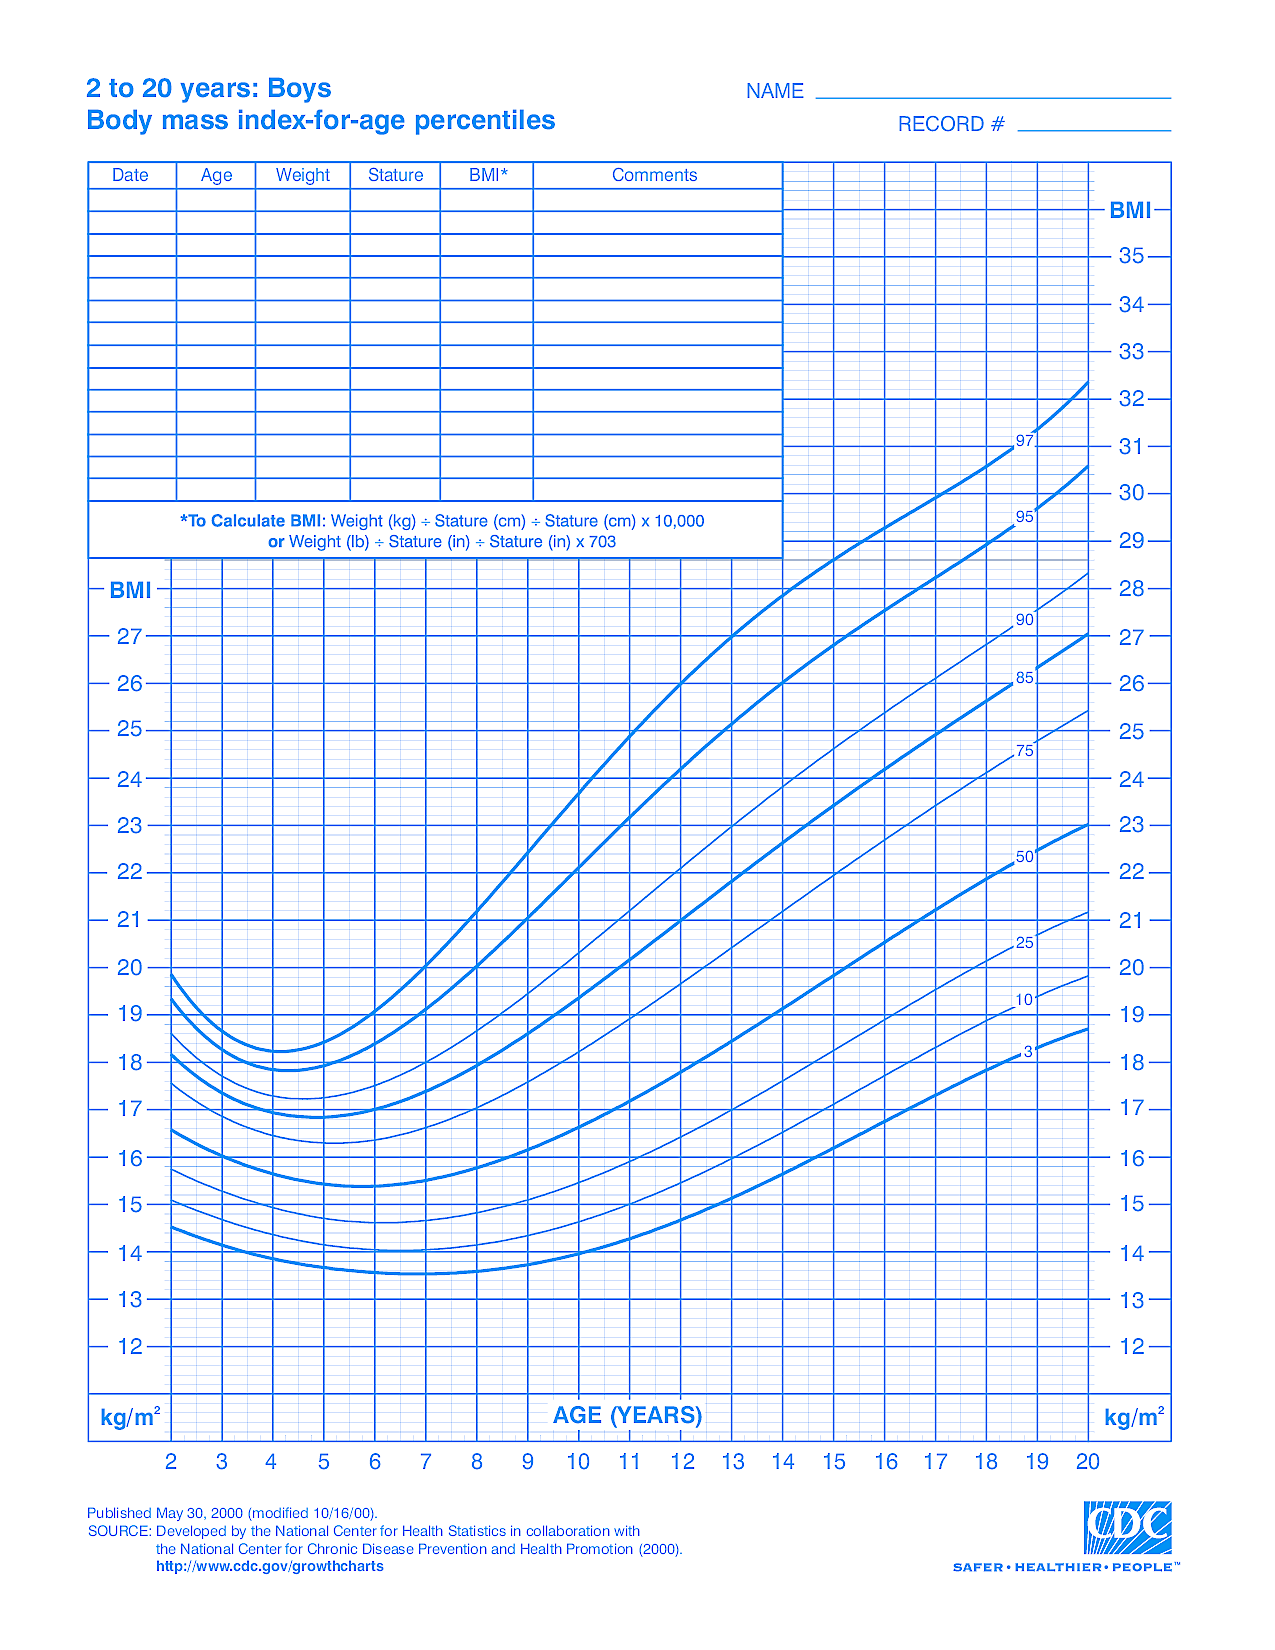 2 to 20 years: Boys
Body mass index-for-age percentiles
NAME
RECORD #
Date Age Weight Stature BMI* Comments
*To Calculate BMI: Weight (kg) ÷ Stature (cm) ÷ Stature (cm) x 10,000
or Weight (lb) ÷ Stature (in) ÷ Stature (in) x 703
BMI
35
34
33
32
31
30
29
28
27
26
25
24
23
22
21
20
19
18
17
16
15
14
13
12
kg/m²
BMI
27
26
25
24
23
22
21
20
19
18
17
16
15
14
13
12
kg/m²
97
95
90
85
75
50
25
10
3
AGE (YEARS)
2 3 4 5 6 7 8 9 10 11 12 13 14 15 16 17 18 19 20
Published May 30, 2000 (modified 10/16/00).
SOURCE: Developed by the National Center for Health Statistics in collaboration with
the National Center for Chronic Disease Prevention and Health Promotion (2000).
http://www.cdc.gov/growthcharts
CDC
SAFER • HEALTHIER • PEOPLE™